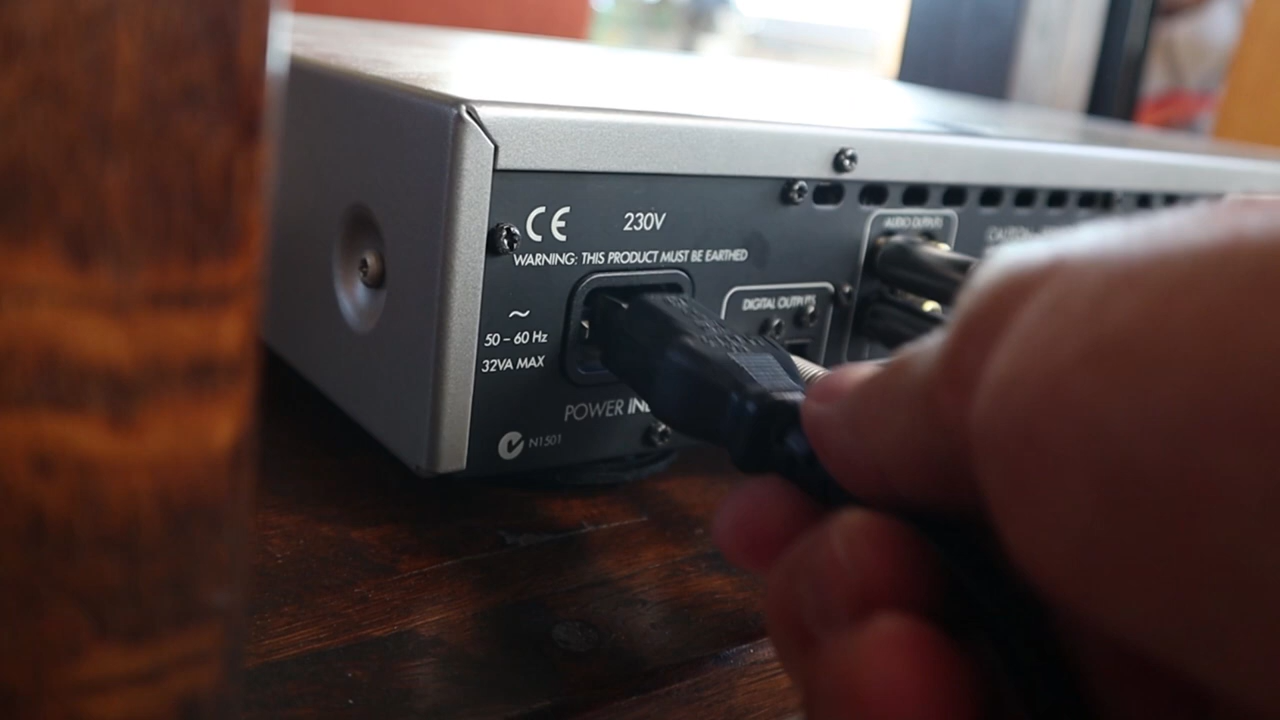 CE
230V
WARNING: THIS PRODUCT MUST BE EARTHED
AUDIO OUTPUTS
DIGITAL OUTPUTS
~
50 – 60 Hz
32VA MAX
POWER
N1501